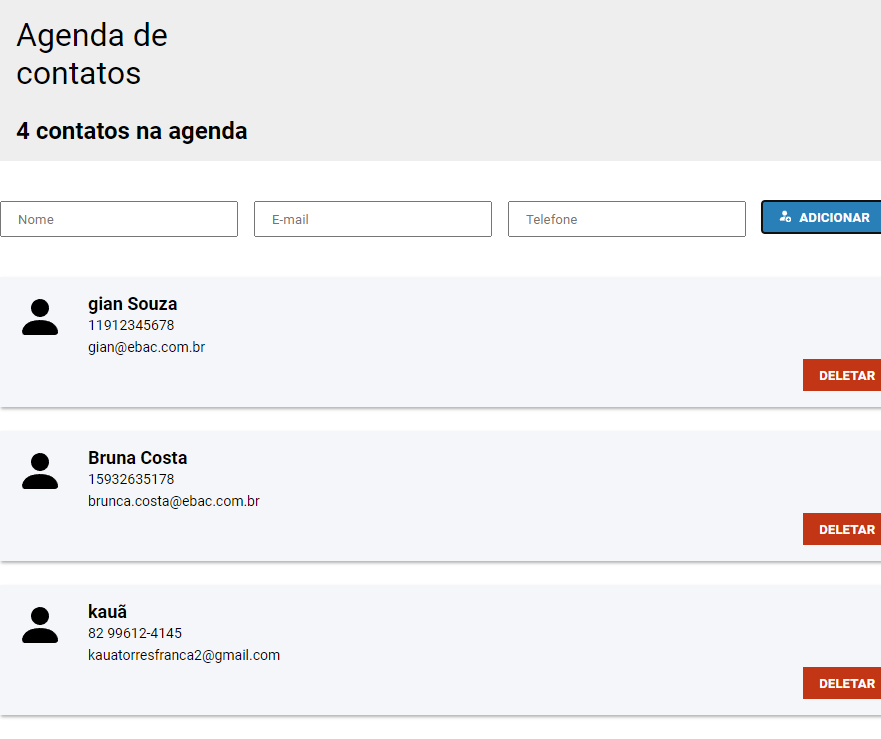 Agenda de
contatos
4 contatos na agenda
Nome
E-mail
Telefone
ADICIONAR
gian Souza
11912345678
gian@ebac.com.br
DELETAR
Bruna Costa
15932635178
brunca.costa@ebac.com.br
DELETAR
kauã
82 99612-4145
kauatorresfranca2@gmail.com
DELETAR